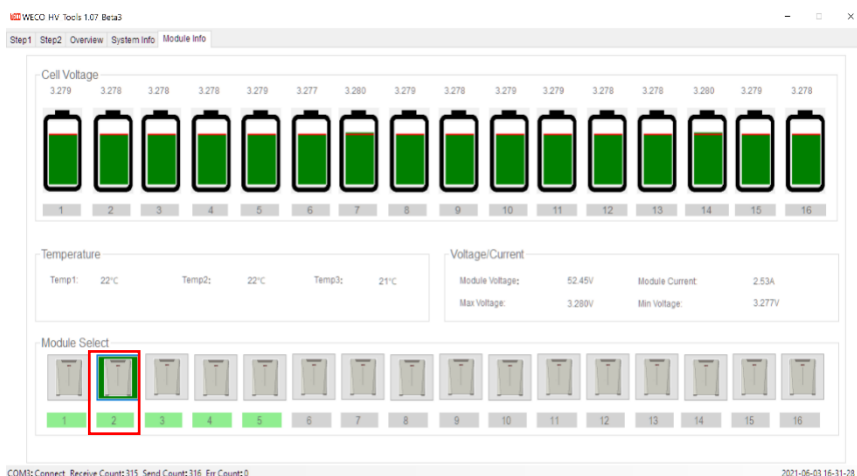 WECO HV Tools 1.07 Beta3
Step1 Step2 Overview System Info Module Info
Cell Voltage
3.279 3.278 3.278 3.278 3.279 3.277 3.280 3.279 3.278 3.279 3.279 3.278 3.278 3.280 3.279 3.278
1 2 3 4 5 6 7 8 9 10 11 12 13 14 15 16
Temperature
Temp1: 22℃ Temp2: 22℃ Temp3: 21℃
Voltage/Current
Module Voltage: 52.45V Module Current: 2.53A
Max Voltage: 3.280V Min Voltage: 3.277V
Module Select
1 2 3 4 5 6 7 8 9 10 11 12 13 14 15 16
COM3: Connect Receive Count: 315 Send Count: 316 Err Count: 0 2021-06-03 16-31-28